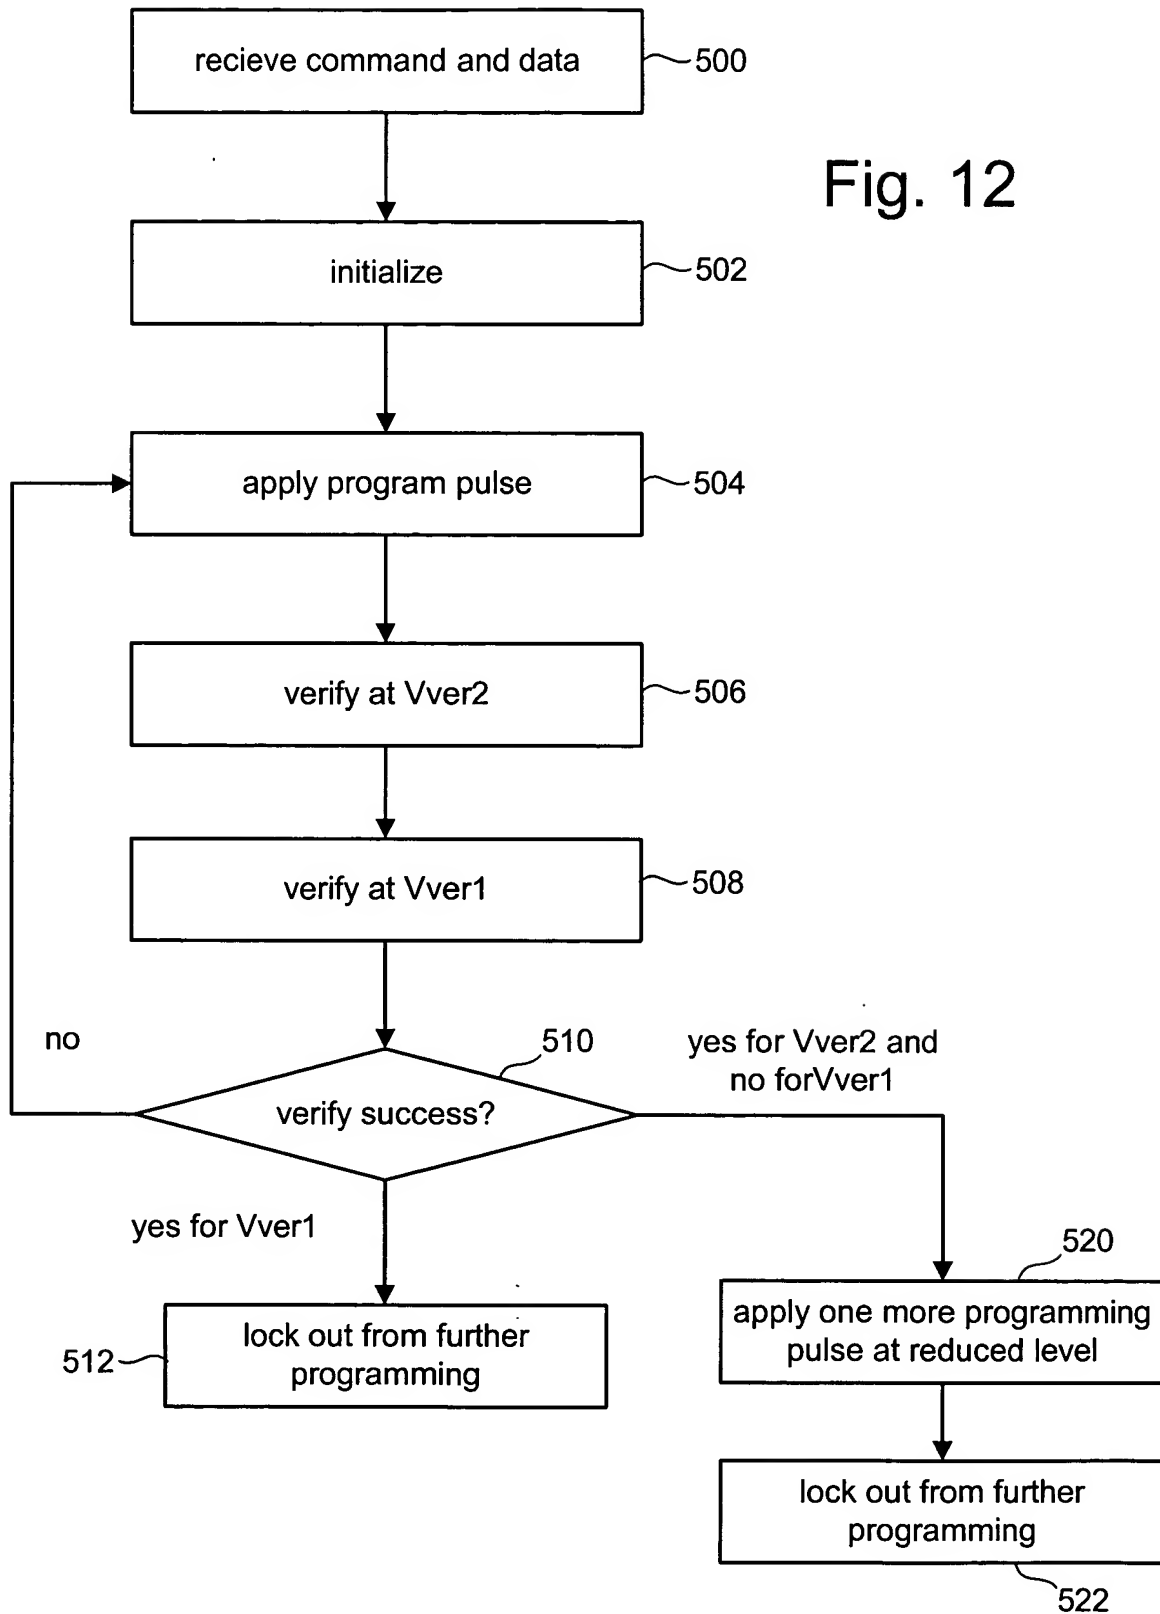 recieve command and data
500
Fig. 12
initialize
502
apply program pulse
504
verify at Vver2
506
verify at Vver1
508
no
510
yes for Vver2 and
no forVver1
verify success?
yes for Vver1
520
apply one more programming
pulse at reduced level
512
lock out from further
programming
lock out from further
programming
522